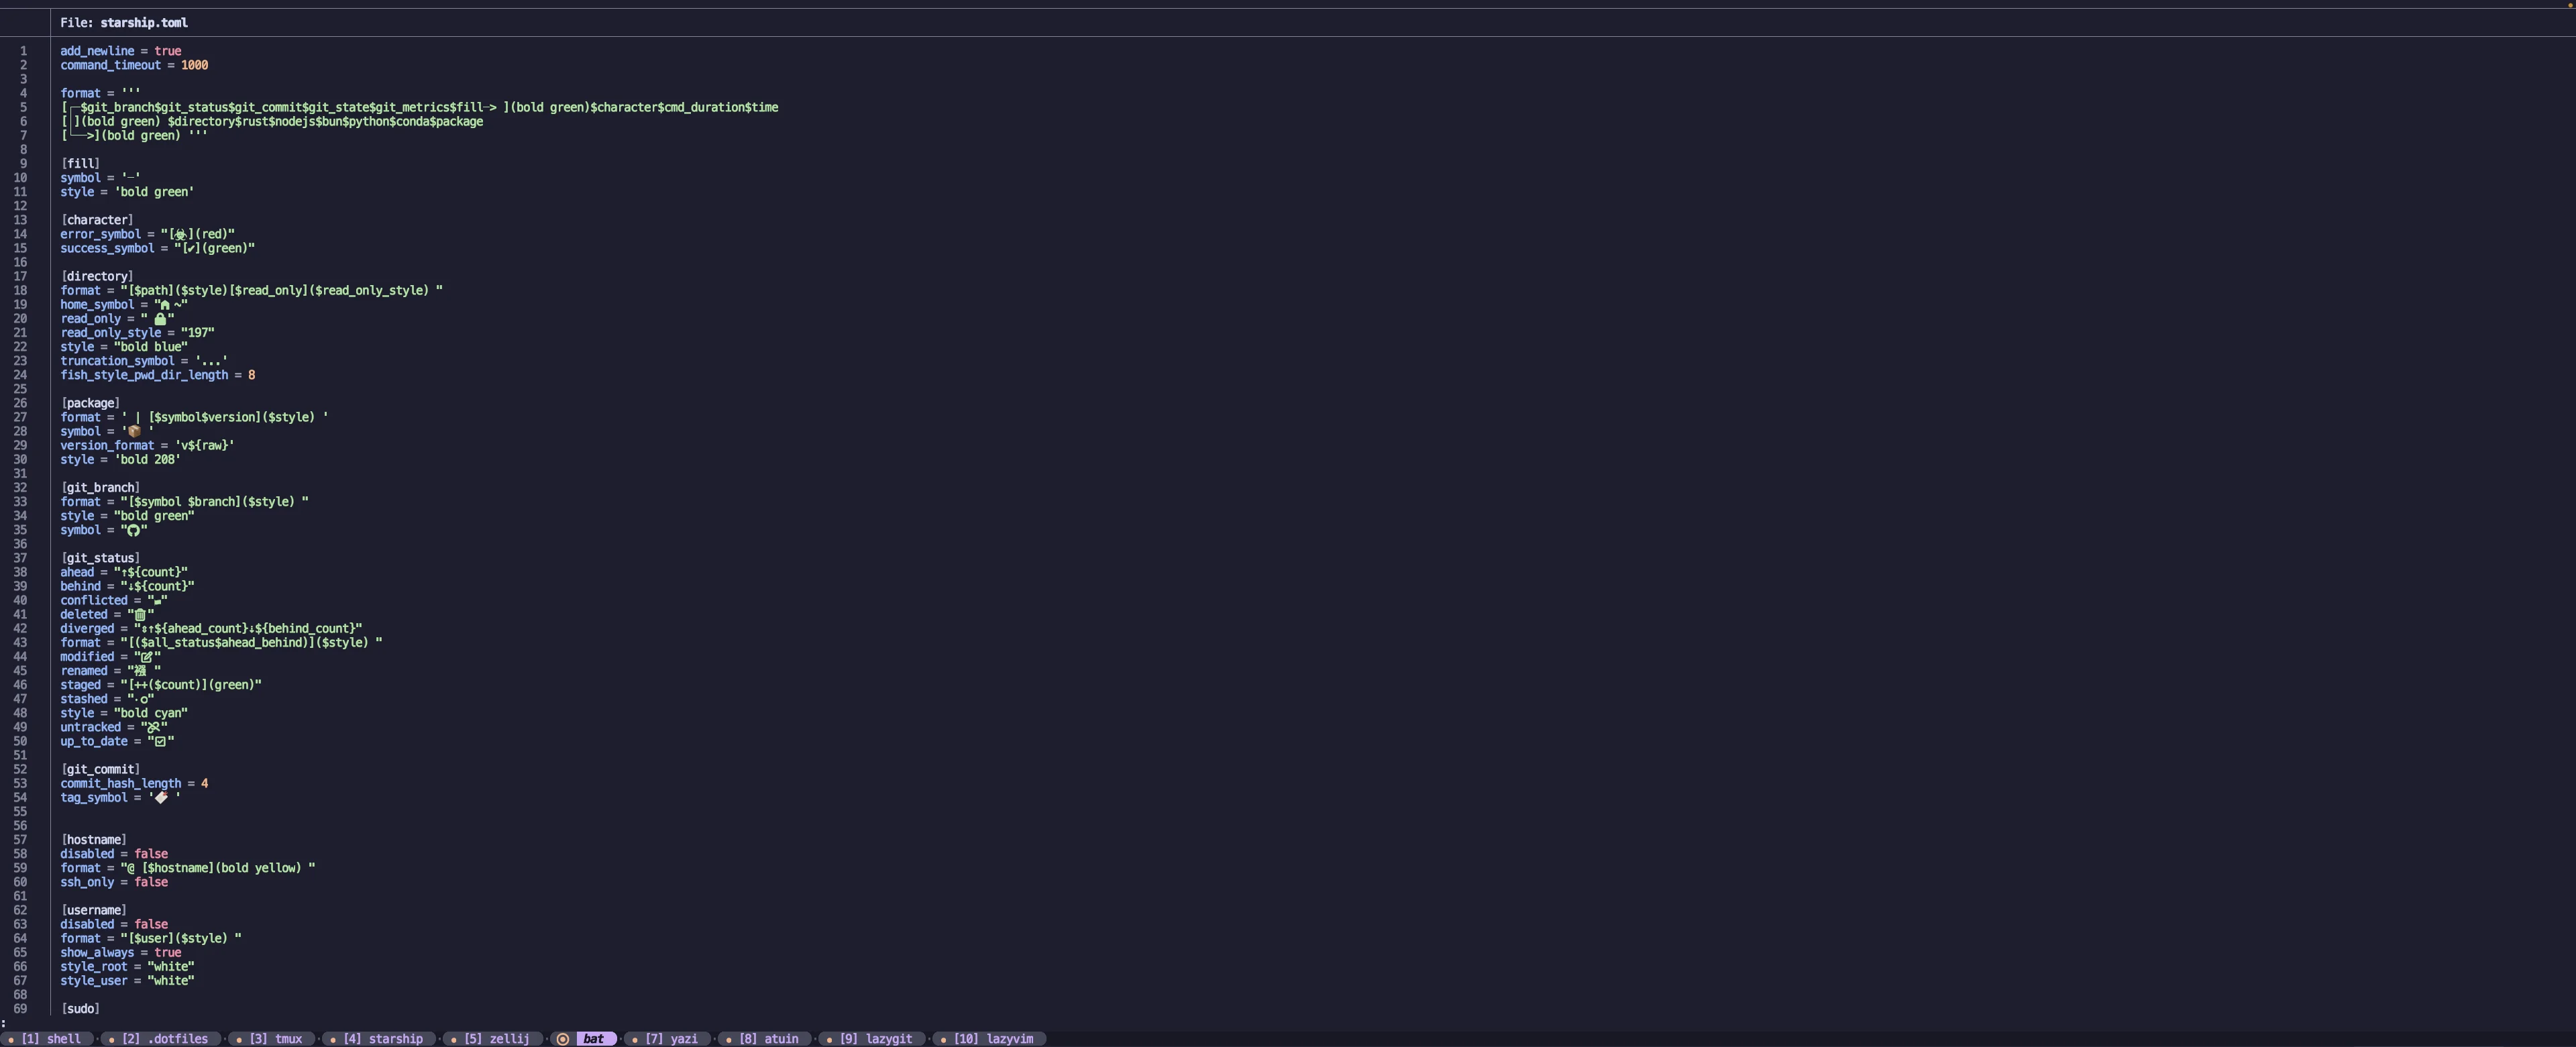 File: starship.toml
1 add_newline = true
2 command_timeout = 1000
3
4 format = '''
5 [┌─$git_branch$git_status$git_commit$git_state$git_metrics$fill─> ](bold green)$character$cmd_duration$time
6 [│](bold green) $directory$rust$nodejs$bun$python$conda$package
7 [└──>](bold green) '''
8
9 [fill]
10 symbol = '─'
11 style = 'bold green'
12
13 [character]
14 error_symbol = "[☣](red)"
15 success_symbol = "[✔](green)"
16
17 [directory]
18 format = "[$path]($style)[$read_only]($read_only_style) "
19 home_symbol = " ~"
20 read_only = " "
21 read_only_style = "197"
22 style = "bold blue"
23 truncation_symbol = '...'
24 fish_style_pwd_dir_length = 8
25
26 [package]
27 format = ' | [$symbol$version]($style) '
28 symbol = '📦 '
29 version_format = 'v${raw}'
30 style = 'bold 208'
31
32 [git_branch]
33 format = "[$symbol $branch]($style) "
34 style = "bold green"
35 symbol = ""
36
37 [git_status]
38 ahead = "↑${count}"
39 behind = "↓${count}"
40 conflicted = ""
41 deleted = ""
42 diverged = "↕↑${ahead_count}↓${behind_count}"
43 format = "[($all_status$ahead_behind)]($style) "
44 modified = ""
45 renamed = " "
46 staged = "[++($count)](green)"
47 stashed = ""
48 style = "bold cyan"
49 untracked = ""
50 up_to_date = ""
51
52 [git_commit]
53 commit_hash_length = 4
54 tag_symbol = '🔖 '
55
56
57 [hostname]
58 disabled = false
59 format = "@ [$hostname](bold yellow) "
60 ssh_only = false
61
62 [username]
63 disabled = false
64 format = "[$user]($style) "
65 show_always = true
66 style_root = "white"
67 style_user = "white"
68
69 [sudo]
:
[1] shell [2] .dotfiles [3] tmux [4] starship [5] zellij bat [7] yazi [8] atuin [9] lazygit [10] lazyvim